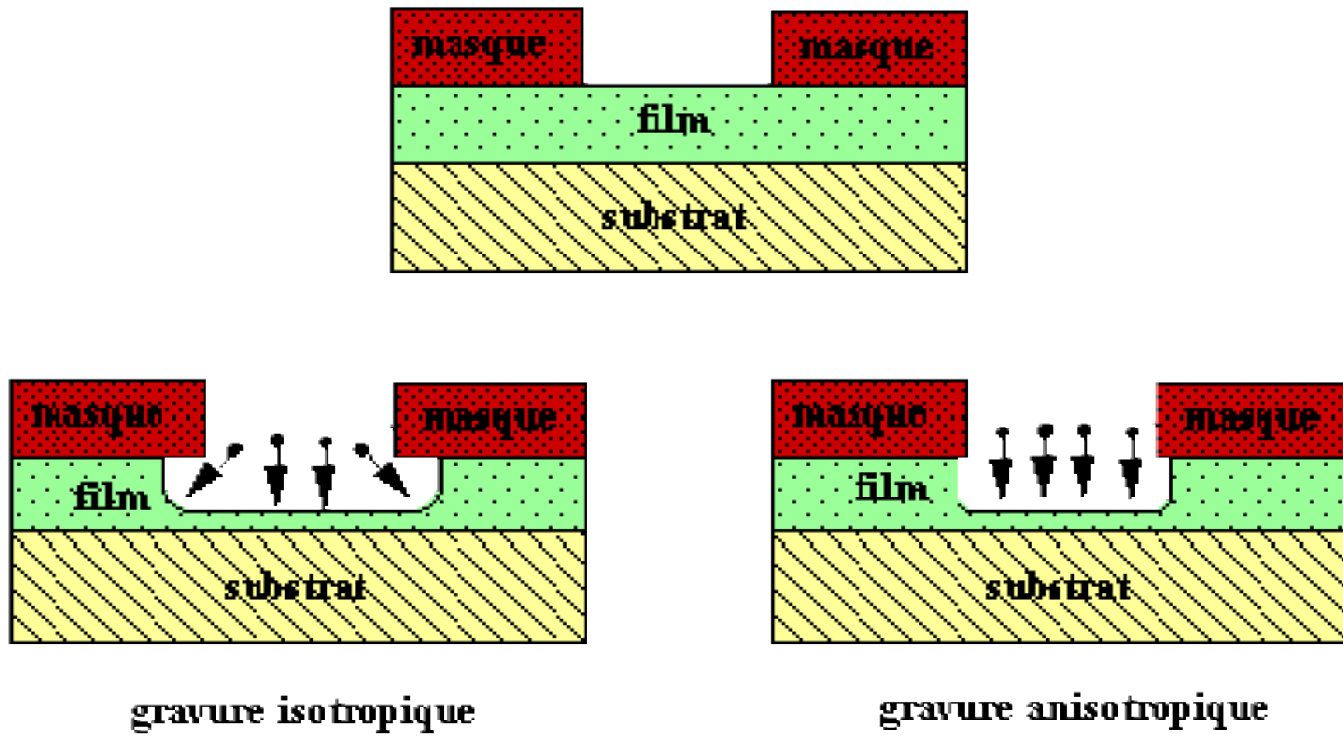 masque masque
film
substrat
masque masque
film
substrat
gravure isotropique
masque masque
film
substrat
gravure anisotropique